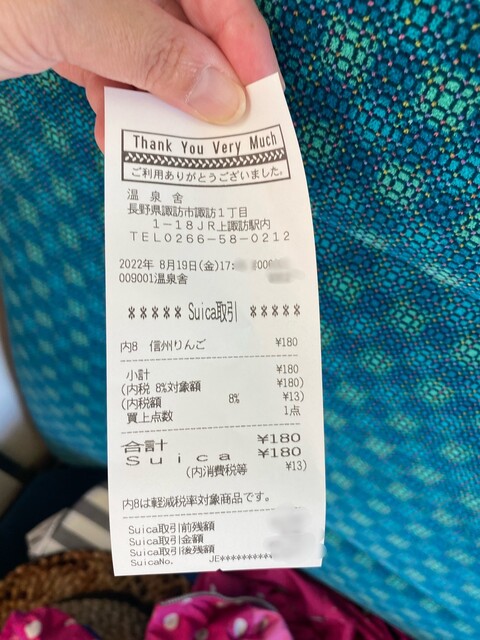 Thank You Very Much
ご利用ありがとうございました。
温泉舎
長野県諏訪市諏訪1丁目
1-18JR上諏訪駅内
TEL0266-58-0212
2022年 8月19日(金)17:
009001温泉舎
***** Suica取引 *****
内8 信州りんご ¥180
小計 ¥180
(内税 8%対象額 ¥180)
(内税額 8% ¥13)
買上点数 1点
合計 ¥180
Suica ¥180
(内消費税等 ¥13)
内8は軽減税率対象商品です。
Suica取引前残額
Suica取引金額
Suica取引後残額
SuicaNo. JE**********